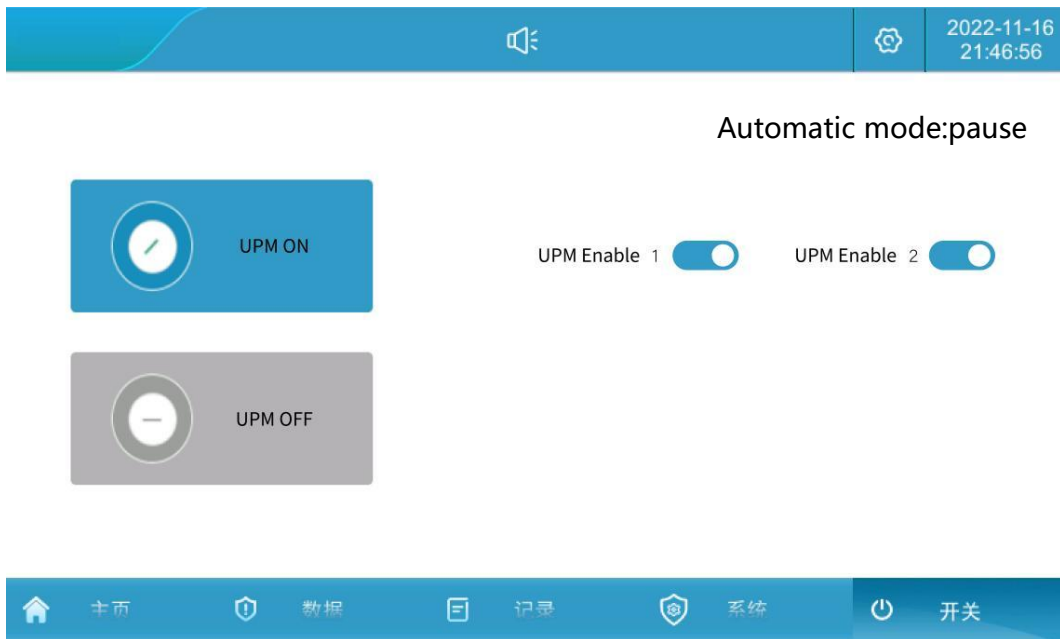 2022-11-16
21:46:56
Automatic mode:pause
UPM ON
UPM Enable 1
UPM Enable 2
UPM OFF
主页
数据
记录
系统
开关